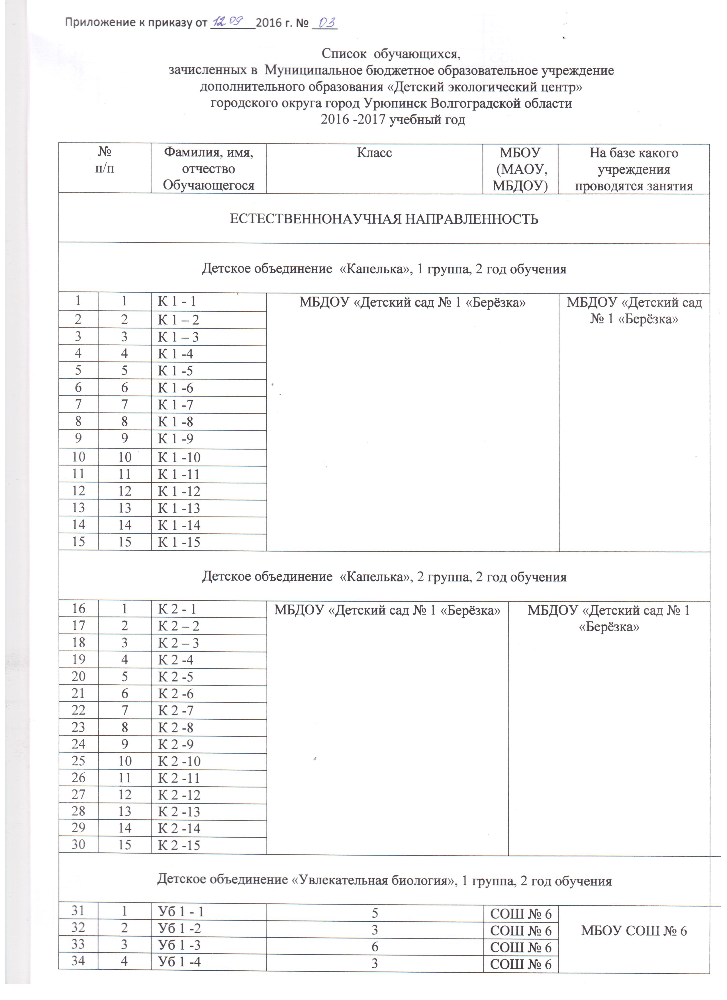 Приложение к приказу от 12.09 2016 г. № 03
Список обучающихся,
зачисленных в Муниципальное бюджетное образовательное учреждение
дополнительного образования «Детский экологический центр»
городского округа город Урюпинск Волгоградской области
2016 -2017 учебный год
№ п/п Фамилия, имя, отчество Обучающегося Класс МБОУ (МАОУ, МБДОУ) На базе какого учреждения проводятся занятия
ЕСТЕСТВЕННОНАУЧНАЯ НАПРАВЛЕННОСТЬ
Детское объединение «Капелька», 1 группа, 2 год обучения
1 1 К 1 - 1 МБДОУ «Детский сад № 1 «Берёзка» МБДОУ «Детский сад
2 2 К 1 – 2 № 1 «Берёзка»
3 3 К 1 – 3
4 4 К 1 -4
5 5 К 1 -5
6 6 К 1 -6
7 7 К 1 -7
8 8 К 1 -8
9 9 К 1 -9
10 10 К 1 -10
11 11 К 1 -11
12 12 К 1 -12
13 13 К 1 -13
14 14 К 1 -14
15 15 К 1 -15
Детское объединение «Капелька», 2 группа, 2 год обучения
16 1 К 2 - 1 МБДОУ «Детский сад № 1 «Берёзка» МБДОУ «Детский сад № 1
17 2 К 2 – 2 «Берёзка»
18 3 К 2 – 3
19 4 К 2 -4
20 5 К 2 -5
21 6 К 2 -6
22 7 К 2 -7
23 8 К 2 -8
24 9 К 2 -9
25 10 К 2 -10
26 11 К 2 -11
27 12 К 2 -12
28 13 К 2 -13
29 14 К 2 -14
30 15 К 2 -15
Детское объединение «Увлекательная биология», 1 группа, 2 год обучения
31 1 Уб 1 - 1 5 СОШ № 6
32 2 Уб 1 -2 3 СОШ № 6 МБОУ СОШ № 6
33 3 Уб 1 -3 6 СОШ № 6
34 4 Уб 1 -4 3 СОШ № 6